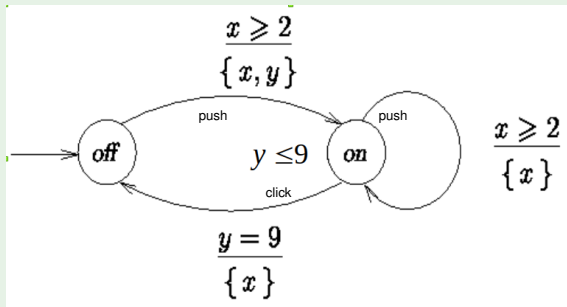 x ⩾ 2
{ x, y }
push
push
off
y ≤9
on
x ⩾ 2
{ x }
click
y = 9
{ x }